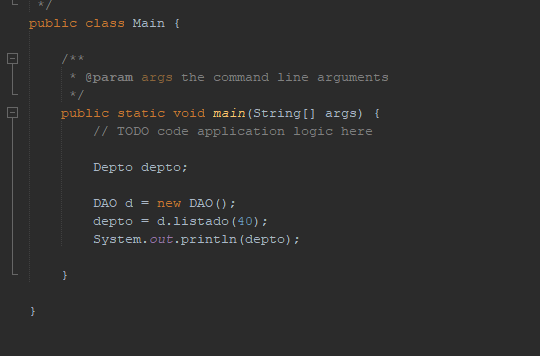 */
public class Main {
/**
* @param args the command line arguments
*/
public static void main(String[] args) {
// TODO code application logic here
Depto depto;
DAO d = new DAO();
depto = d.listado(40);
System.out.println(depto);
}
}